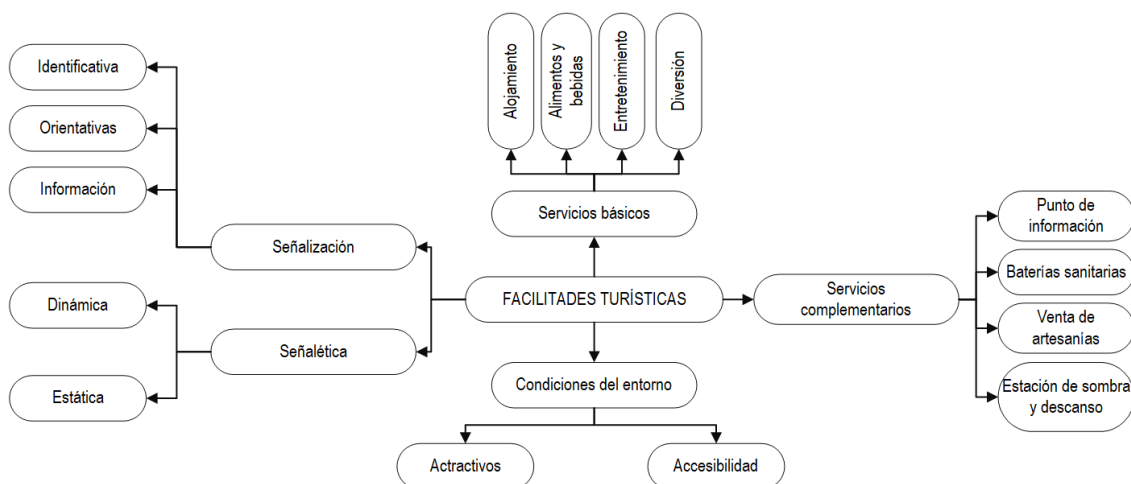 Identificativa
Orientativas
Información
Señalización
Dinámica
Señalética
Estática
Alojamiento
Alimentos y
bebidas
Entretenimiento
Diversión
Servicios básicos
FACILITADES TURÍSTICAS
Condiciones del entorno
Actractivos
Accesibilidad
Servicios
complementarios
Punto de
información
Baterías sanitarias
Venta de
artesanías
Estación de sombra
y descanso